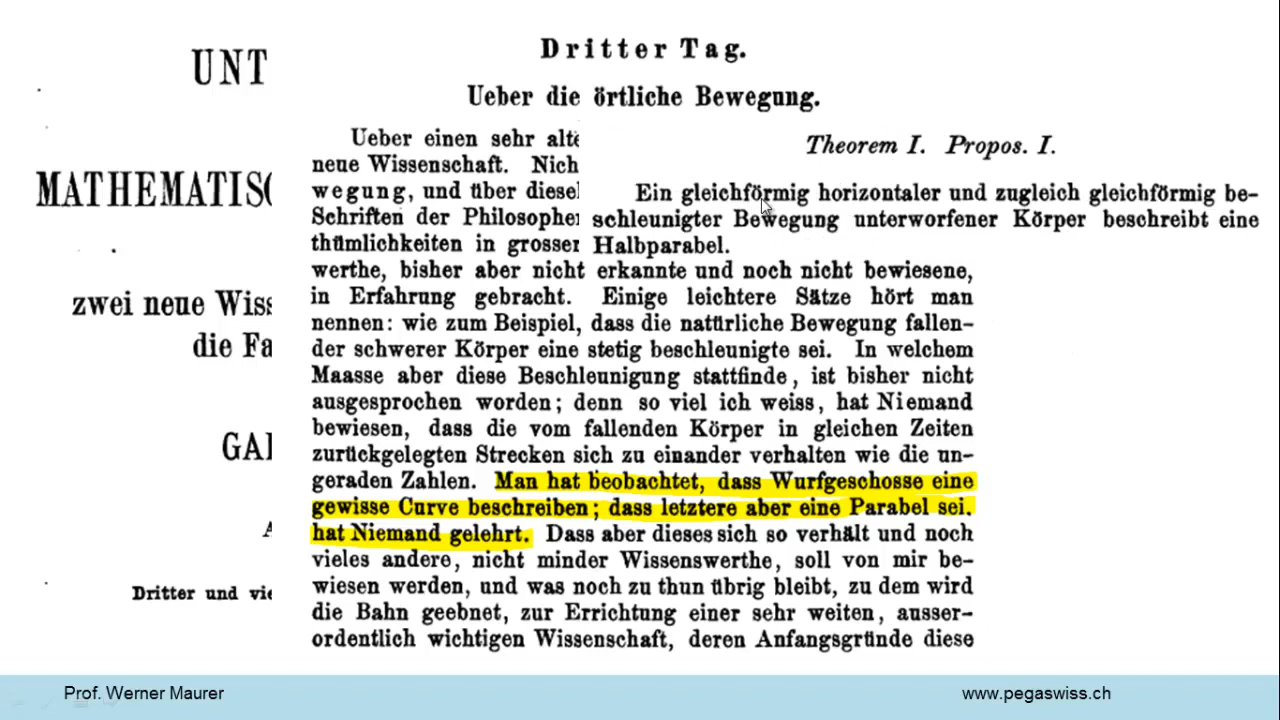 UNT
MATHEMATISC
zwei neue Wiss
die Fa
GAL
A
Dritter und vie
Dritter Tag.
Ueber die örtliche Bewegung.
Ueber einen sehr alte
neue Wissenschaft. Nich
wegung, und über diesel
Schriften der Philosopher
thümlichkeiten in grosser
werthe, bisher aber nicht erkannte und noch nicht bewiesene,
in Erfahrung gebracht. Einige leichtere Sätze hört man
nennen: wie zum Beispiel, dass die natürliche Bewegung fallen-
der schwerer Körper eine stetig beschleunigte sei. In welchem
Maasse aber diese Beschleunigung stattfinde, ist bisher nicht
ausgesprochen worden; denn so viel ich weiss, hat Niemand
bewiesen, dass die vom fallenden Körper in gleichen Zeiten
zurückgelegten Strecken sich zu einander verhalten wie die un-
geraden Zahlen. Man hat beobachtet, dass Wurfgeschosse eine
gewisse Curve beschreiben; dass letztere aber eine Parabel sei.
hat Niemand gelehrt. Dass aber dieses sich so verhält und noch
vieles andere, nicht minder Wissenswerthe, soll von mir be-
wiesen werden, und was noch zu thun übrig bleibt, zu dem wird
die Bahn geebnet, zur Errichtung einer sehr weiten, ausser-
ordentlich wichtigen Wissenschaft, deren Anfangsgründe diese
Theorem I. Propos. I.
Ein gleichförmig horizontaler und zugleich gleichförmig be-
schleunigter Bewegung unterworfener Körper beschreibt eine
Halbparabel.
Prof. Werner Maurer
www.pegaswiss.ch